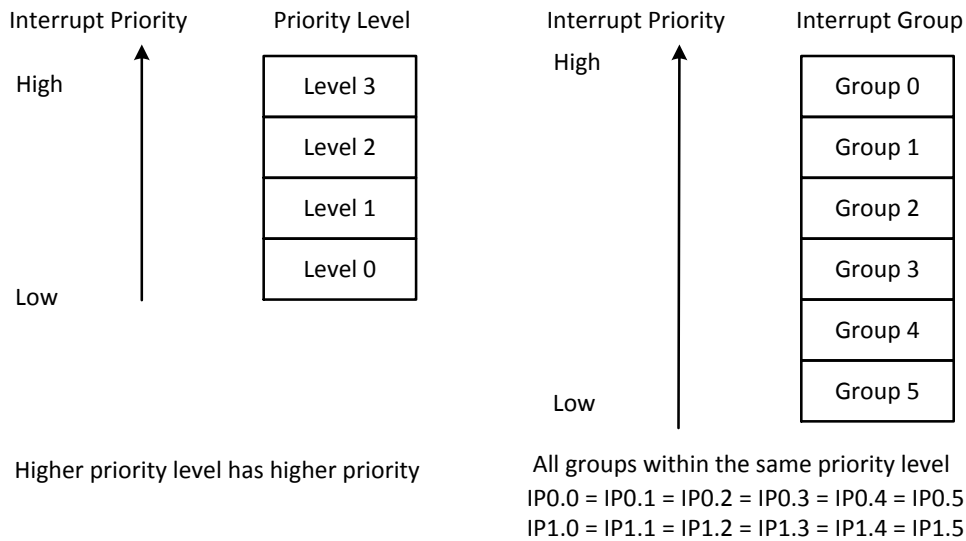 Interrupt Priority
Priority Level
High
Level 3
Level 2
Level 1
Level 0
Low
Higher priority level has higher priority
Interrupt Priority
Interrupt Group
High
Group 0
Group 1
Group 2
Group 3
Group 4
Group 5
Low
All groups within the same priority level
IP0.0 = IP0.1 = IP0.2 = IP0.3 = IP0.4 = IP0.5
IP1.0 = IP1.1 = IP1.2 = IP1.3 = IP1.4 = IP1.5